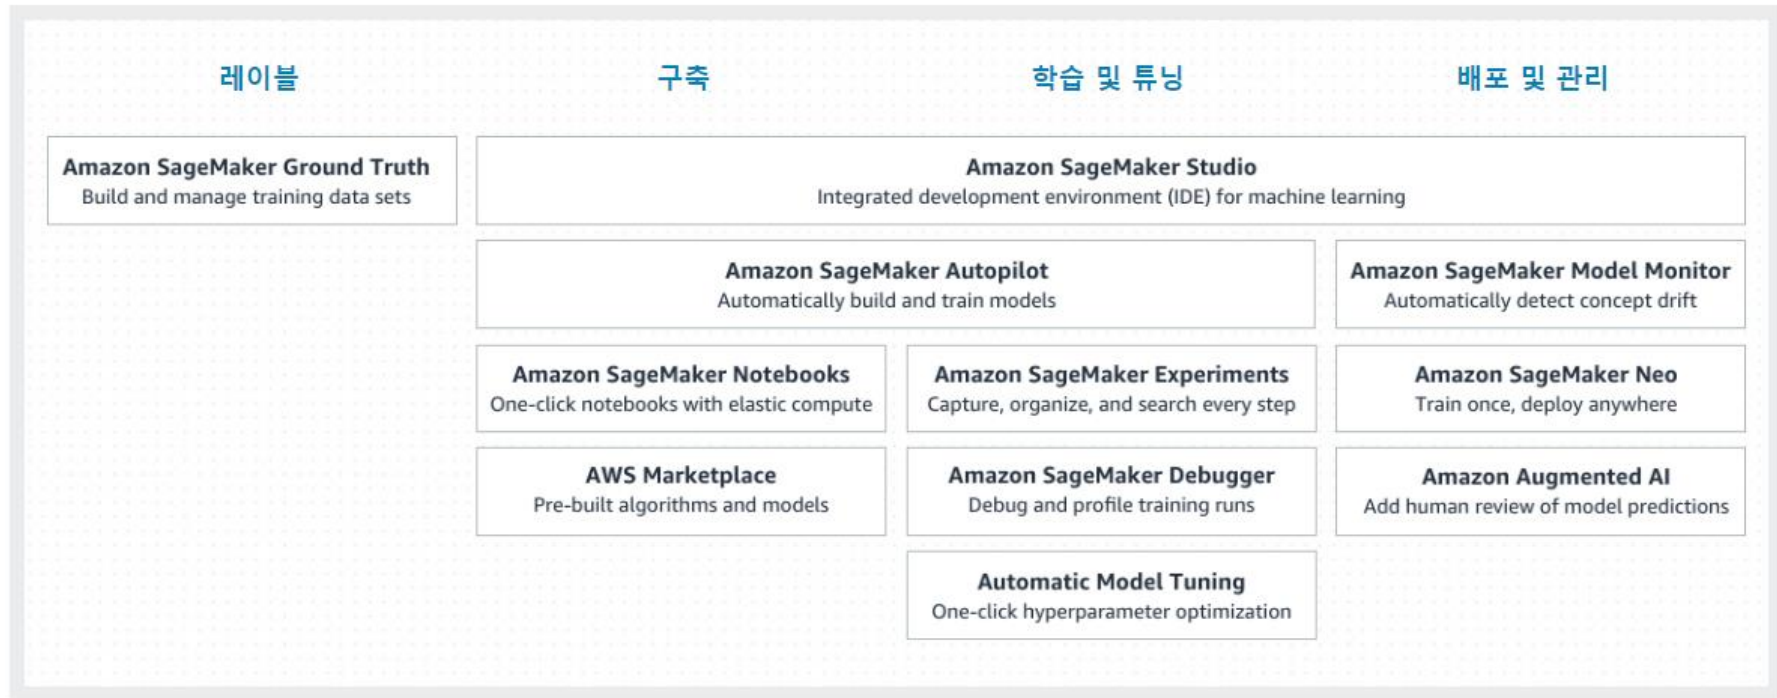 레이블
구축
학습 및 튜닝
배포 및 관리
Amazon SageMaker Ground Truth
Build and manage training data sets
Amazon SageMaker Studio
Integrated development environment (IDE) for machine learning
Amazon SageMaker Autopilot
Automatically build and train models
Amazon SageMaker Model Monitor
Automatically detect concept drift
Amazon SageMaker Notebooks
One-click notebooks with elastic compute
Amazon SageMaker Experiments
Capture, organize, and search every step
Amazon SageMaker Neo
Train once, deploy anywhere
AWS Marketplace
Pre-built algorithms and models
Amazon SageMaker Debugger
Debug and profile training runs
Amazon Augmented AI
Add human review of model predictions
Automatic Model Tuning
One-click hyperparameter optimization